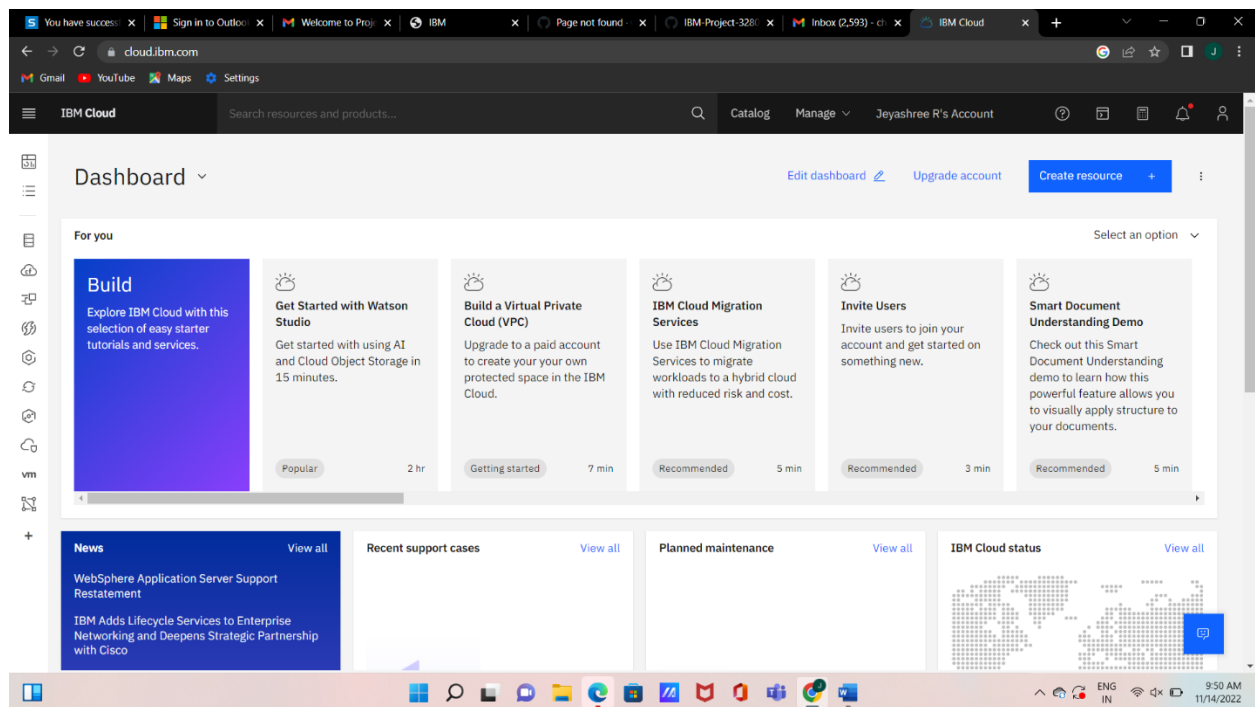 You have success
Sign in to Outloo
Welcome to Proj
IBM
Page not found -
IBM-Project-3280
Inbox (2,593) - ch
IBM Cloud
cloud.ibm.com
Gmail
YouTube
Maps
Settings
IBM Cloud
Search resources and products...
Catalog
Manage
Jeyashree R's Account
Dashboard
Edit dashboard
Upgrade account
Create resource +
For you
Select an option
Build
Explore IBM Cloud with this
selection of easy starter
tutorials and services.
Get Started with Watson
Studio
Get started with using AI
and Cloud Object Storage in
15 minutes.
Popular
2 hr
Build a Virtual Private
Cloud (VPC)
Upgrade to a paid account
to create your your own
protected space in the IBM
Cloud.
Getting started
7 min
IBM Cloud Migration
Services
Use IBM Cloud Migration
Services to migrate
workloads to a hybrid cloud
with reduced risk and cost.
Recommended
5 min
Invite Users
Invite users to join your
account and get started on
something new.
Recommended
3 min
Smart Document
Understanding Demo
Check out this Smart
Document Understanding
demo to learn how this
powerful feature allows you
to visually apply structure to
your documents.
Recommended
5 min
vm
News
View all
WebSphere Application Server Support
Restatement
IBM Adds Lifecycle Services to Enterprise
Networking and Deepens Strategic Partnership
with Cisco
Recent support cases
View all
Planned maintenance
View all
IBM Cloud status
View all
ENG
IN
9:50 AM
11/14/2022